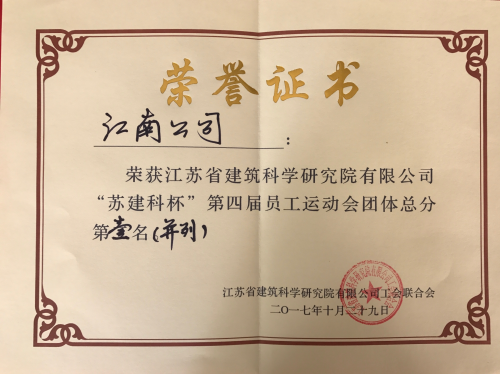 荣誉证书
江南公司:
荣获江苏省建筑科学研究院有限公司
“苏建科杯”第四届员工运动会团体总分
第壹名(并列)
江苏省建筑科学研究院有限公司工会联合会
二〇一七年十月二十九日